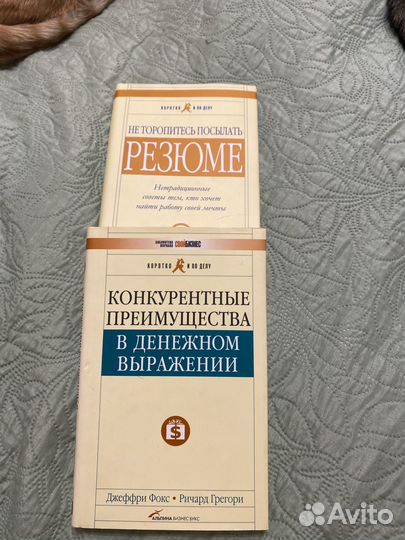 КОРОТКО И ПО ДЕЛУ
НЕ ТОРОПИТЕСЬ ПОСЫЛАТЬ
РЕЗЮМЕ
Нетрадиционные
советы тем, кто хочет
найти работу своей мечты
БИБЛИОТЕКА
ЖУРНАЛА
СВОЙ БИЗНЕС
КОРОТКО И ПО ДЕЛУ
КОНКУРЕНТНЫЕ
ПРЕИМУЩЕСТВА
В ДЕНЕЖНОМ
ВЫРАЖЕНИИ
$
Джеффри Фокс • Ричард Грегори
АЛЬПИНА БИЗНЕС БУКС
Avito